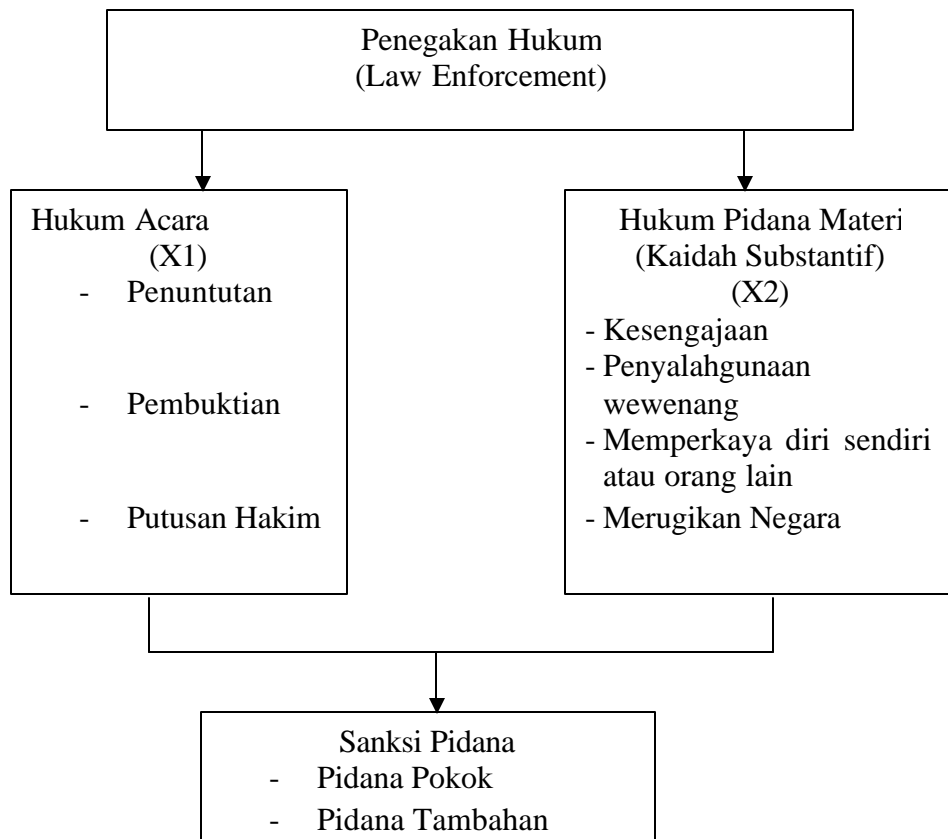 Penegakan Hukum
(Law Enforcement)
Hukum Acara
(X1)
- Penuntutan
- Pembuktian
- Putusan Hakim
Hukum Pidana Materi
(Kaidah Substantif)
(X2)
- Kesengajaan
- Penyalahgunaan
wewenang
- Memperkaya diri sendiri
atau orang lain
- Merugikan Negara
Sanksi Pidana
- Pidana Pokok
- Pidana Tambahan